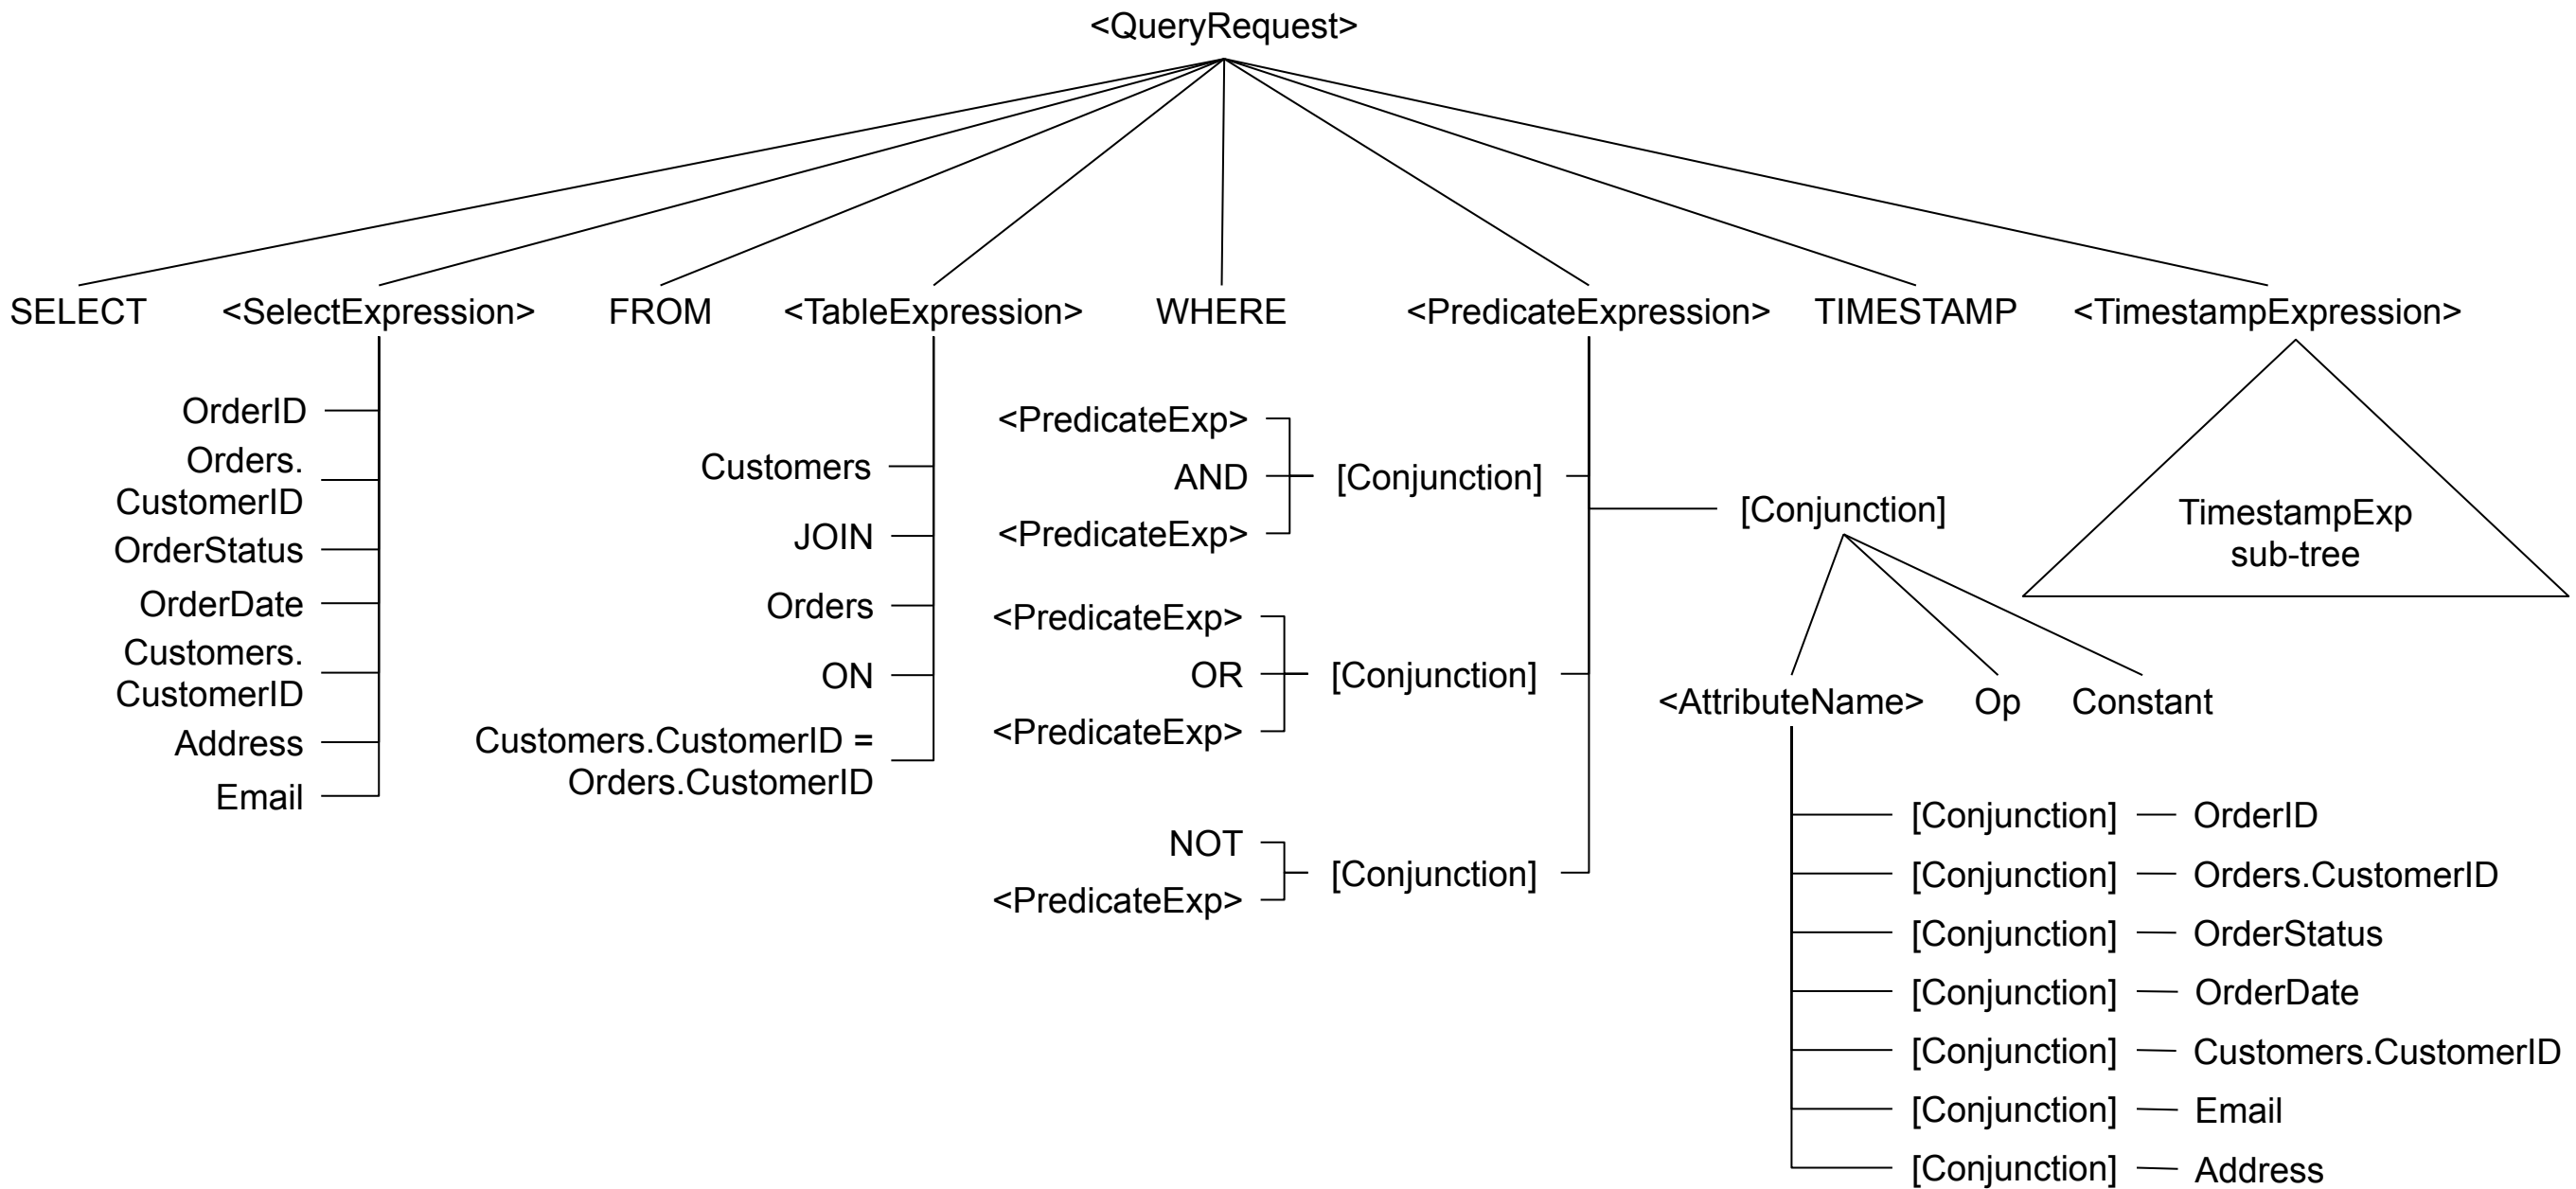 <QueryRequest>
SELECT
<SelectExpression>
FROM
<TableExpression>
WHERE
<PredicateExpression>
TIMESTAMP
<TimestampExpression>
OrderID
Orders.
CustomerID
OrderStatus
OrderDate
Customers.
CustomerID
Address
Email
Customers
JOIN
Orders
ON
Customers.CustomerID =
Orders.CustomerID
<PredicateExp>
AND
<PredicateExp>
[Conjunction]
<PredicateExp>
OR
<PredicateExp>
[Conjunction]
NOT
<PredicateExp>
[Conjunction]
[Conjunction]
<AttributeName>
Op
Constant
[Conjunction]
OrderID
[Conjunction]
Orders.CustomerID
[Conjunction]
OrderStatus
[Conjunction]
OrderDate
[Conjunction]
Customers.CustomerID
[Conjunction]
Email
[Conjunction]
Address
TimestampExp
sub-tree